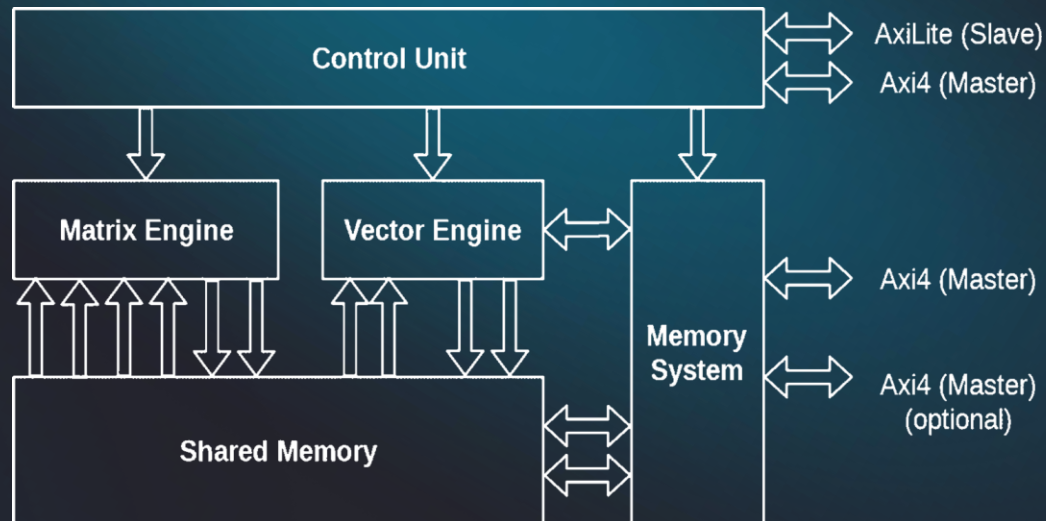 Control Unit
AxiLite (Slave)
Axi4 (Master)
Matrix Engine
Vector Engine
Axi4 (Master)
Memory
System
Axi4 (Master)
(optional)
Shared Memory